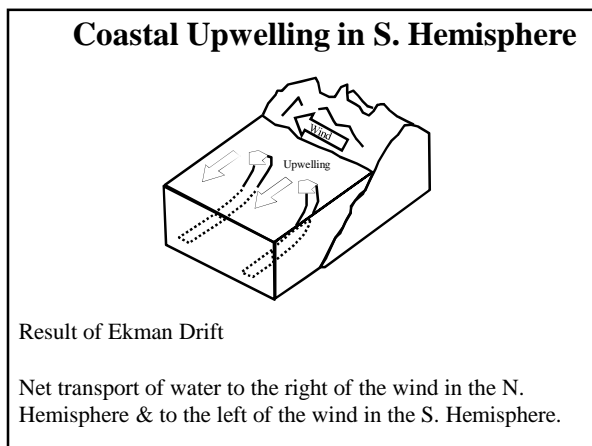 Coastal Upwelling in S. Hemisphere
Wind
Upwelling
Result of Ekman Drift
Net transport of water to the right of the wind in the N.
Hemisphere & to the left of the wind in the S. Hemisphere.